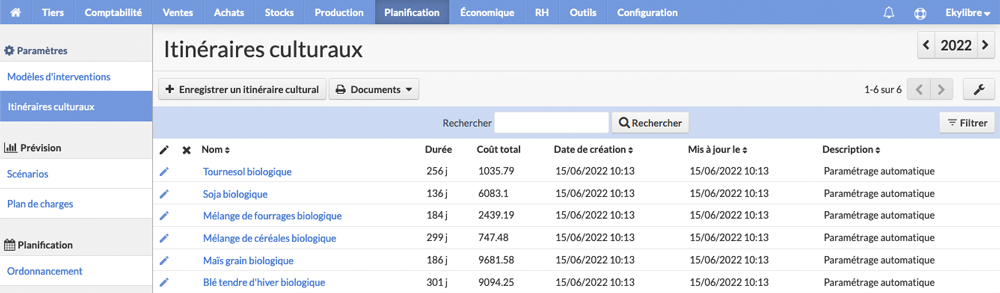 Tiers Comptabilité Ventes Achats Stocks Production Planification Économique RH Outils Configuration Ekylibre
Paramètres
Modèles d'interventions
Itinéraires culturaux
Prévision
Scénarios
Plan de charges
Planification
Ordonnancement
Itinéraires culturaux 2022
Enregistrer un itinéraire cultural Documents 1-6 sur 6
Rechercher Rechercher Filtrer
Nom Durée Coût total Date de création Mis à jour le Description
Tournesol biologique 256 j 1035.79 15/06/2022 10:13 15/06/2022 10:13 Paramétrage automatique
Soja biologique 136 j 6083.1 15/06/2022 10:13 15/06/2022 10:13 Paramétrage automatique
Mélange de fourrages biologique 184 j 2439.19 15/06/2022 10:13 15/06/2022 10:13 Paramétrage automatique
Mélange de céréales biologique 299 j 747.48 15/06/2022 10:13 15/06/2022 10:13 Paramétrage automatique
Maïs grain biologique 186 j 9681.58 15/06/2022 10:13 15/06/2022 10:13 Paramétrage automatique
Blé tendre d'hiver biologique 301 j 9094.25 15/06/2022 10:13 15/06/2022 10:13 Paramétrage automatique